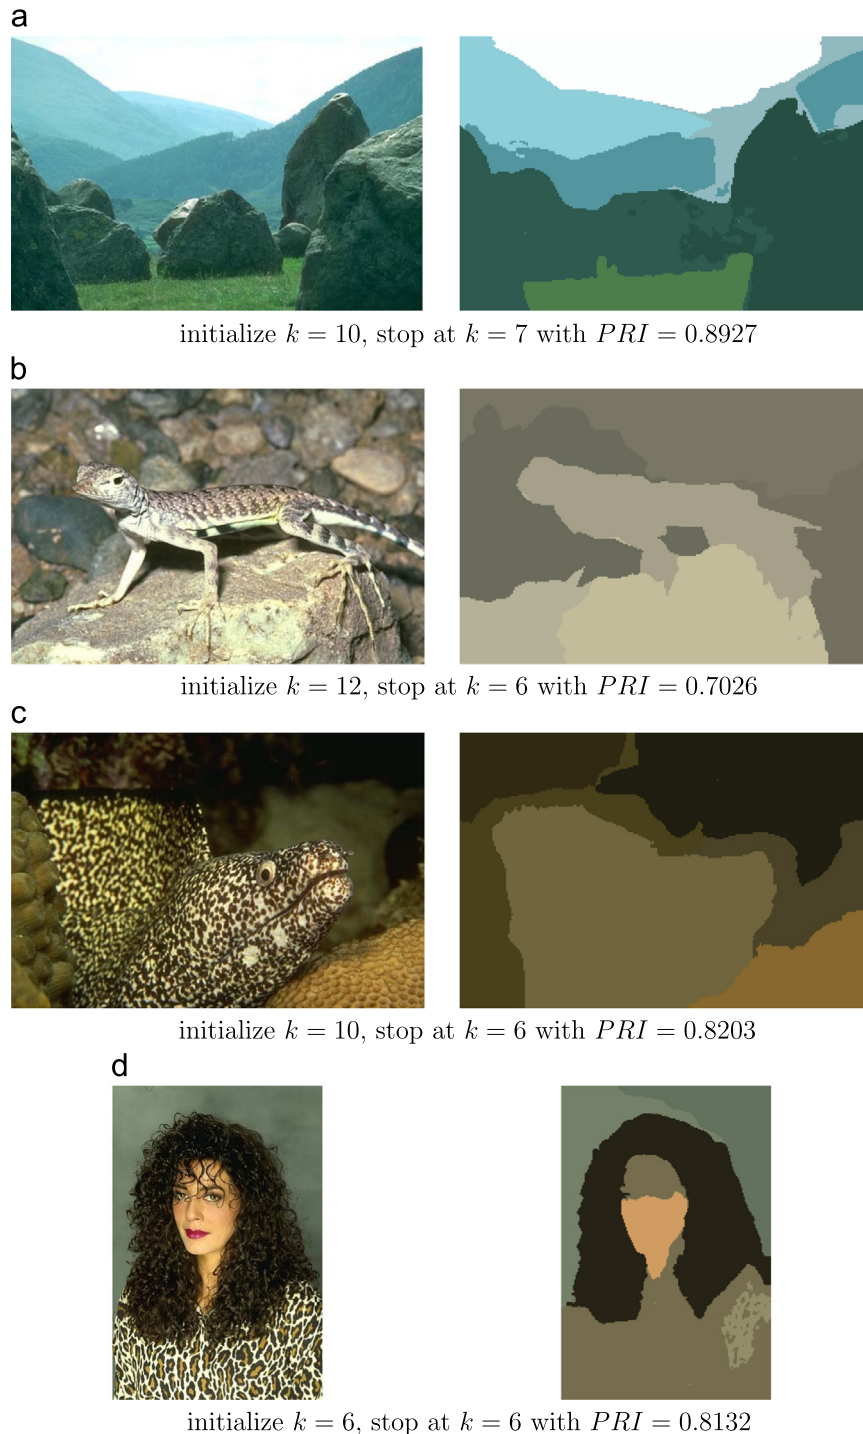 a
initialize k = 10, stop at k = 7 with PRI = 0.8927
b
initialize k = 12, stop at k = 6 with PRI = 0.7026
c
initialize k = 10, stop at k = 6 with PRI = 0.8203
d
initialize k = 6, stop at k = 6 with PRI = 0.8132